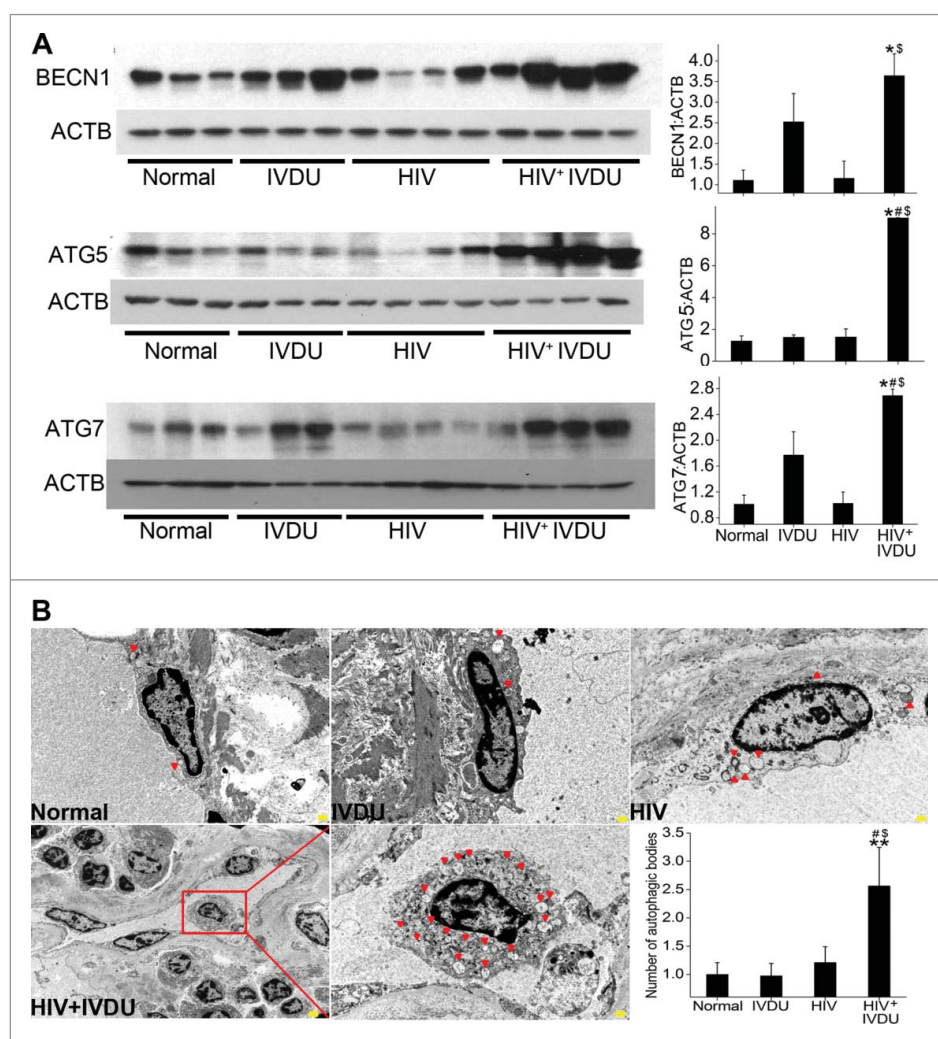 A
BECN1
ACTB
Normal IVDU HIV HIV+ IVDU
BECN1:ACTB
4.0
3.5
3.0
2.5
2.0
1.5
1.0
*$
ATG5
ACTB
Normal IVDU HIV HIV+ IVDU
ATG5:ACTB
8
6
4
2
0
*#$
ATG7
ACTB
Normal IVDU HIV HIV+ IVDU
ATG7:ACTB
2.8
2.4
2.0
1.6
1.2
0.8
*#$
Normal IVDU HIV HIV+
IVDU
B
Normal
IVDU
HIV
HIV+IVDU
Number of autophagic bodies
3.5
3.0
2.5
2.0
1.5
1.0
#$
**
Normal IVDU HIV HIV+
IVDU